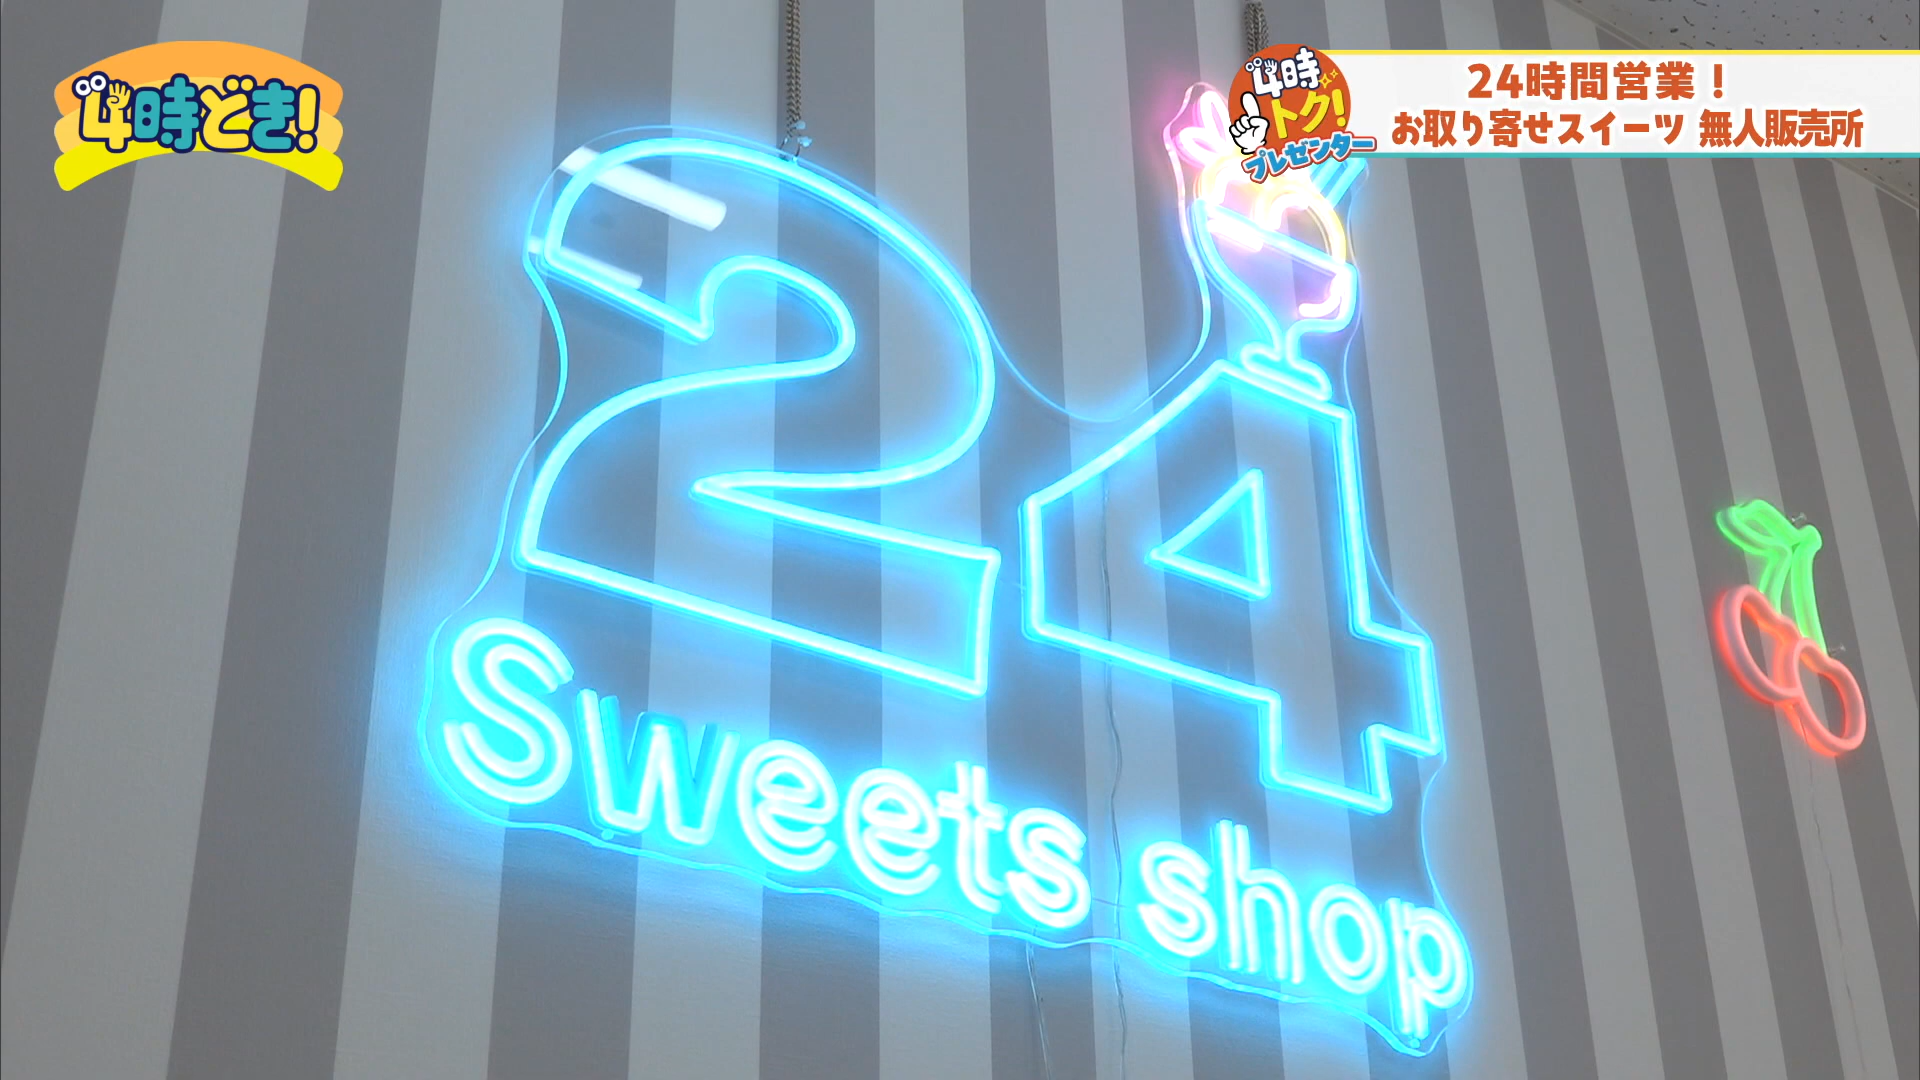 4時どき!
4時
トク!
プレゼンター
24時間営業!
お取り寄せスイーツ 無人販売所
24
Sweets shop